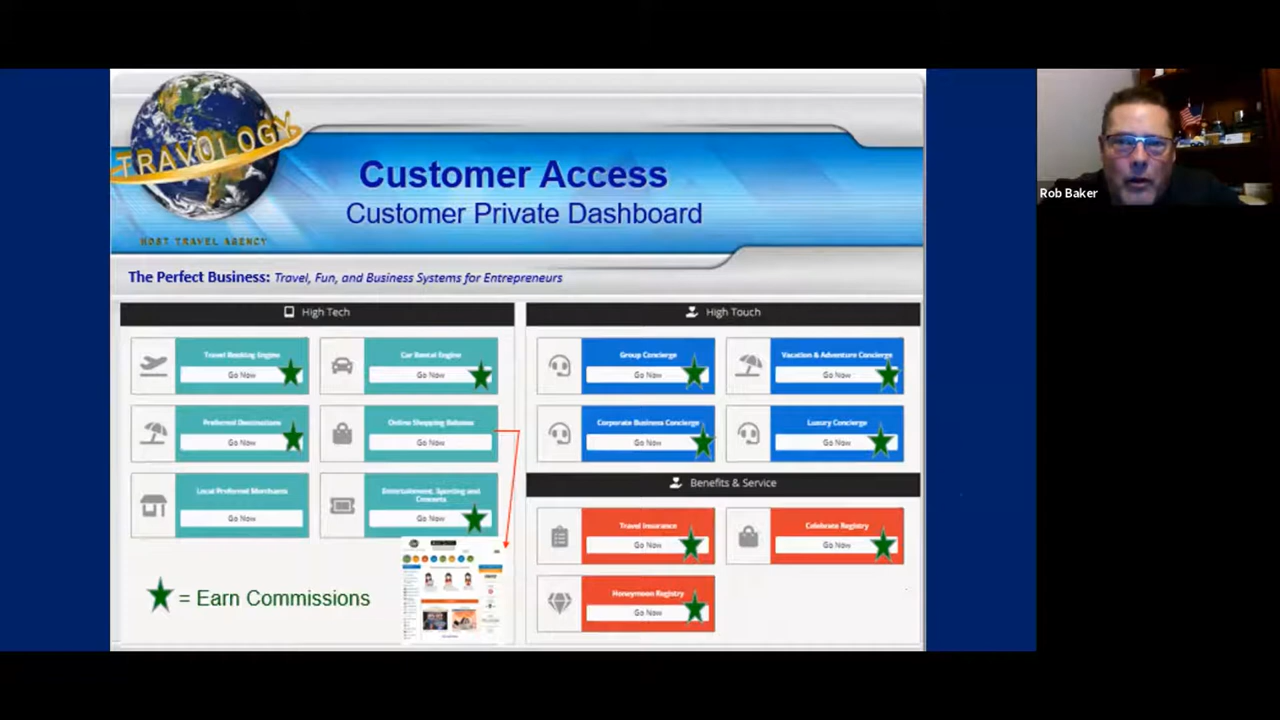 TRAVOLOGY
HOST TRAVEL AGENCY
Customer Access
Customer Private Dashboard
The Perfect Business: Travel, Fun, and Business Systems for Entrepreneurs
High Tech
Travel Booking Engine
Go Now
Car Rental Engine
Go Now
Preferred Destinations
Go Now
Online Shopping Rebates
Go Now
Local Preferred Merchants
Go Now
Entertainment, Sporting and
Concerts
Go Now
= Earn Commissions
High Touch
Group Concierge
Go Now
Vacation & Adventure Concierge
Go Now
Corporate Business Concierge
Go Now
Luxury Concierge
Go Now
Benefits & Service
Travel Insurance
Go Now
Celebrate Registry
Go Now
Honeymoon Registry
Go Now
Rob Baker